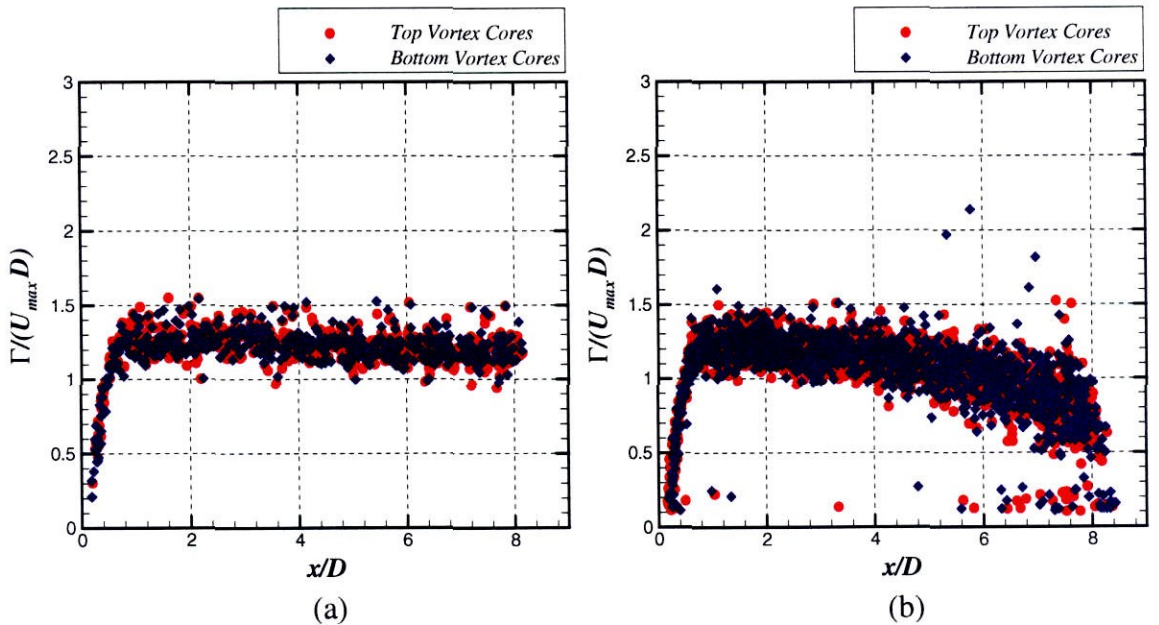 Top Vortex Cores
Bottom Vortex Cores
Top Vortex Cores
Bottom Vortex Cores
3
2.5
2
1.5
1
0.5
0
Γ/(U_max D)
0 2 4 6 8
x/D
(a)
3
2.5
2
1.5
1
0.5
0
Γ/(U_max D)
0 2 4 6 8
x/D
(b)